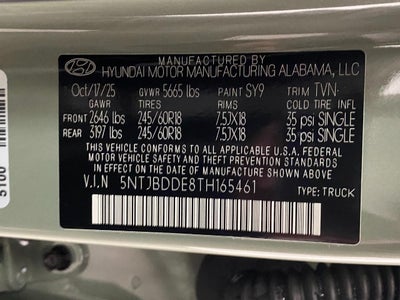 MANUFACTURED BY
HYUNDAI MOTOR MANUFACTURING ALABAMA, LLC
Oct/17/25 GVWR 5665 lbs PAINT SY9 TRIM TVN-
GAWR TIRES RIMS COLD TIRE INFL
FRONT 2646 lbs 245/60R18 7.5JX18 35 psi SINGLE
REAR 3197 lbs 245/60R18 7.5JX18 35 psi SINGLE
THIS VEHICLE CONFORMS TO ALL APPLICABLE U.S.A. FEDERAL
MOTOR VEHICLE SAFETY, BUMPER, AND THEFT PREVENTION
STANDARDS IN EFFECT ON THE DATE OF MANUFACTURE SHOWN ABOVE.
V.I.N 5NTJBDDE8TH165461
TYPE: TRUCK
5100